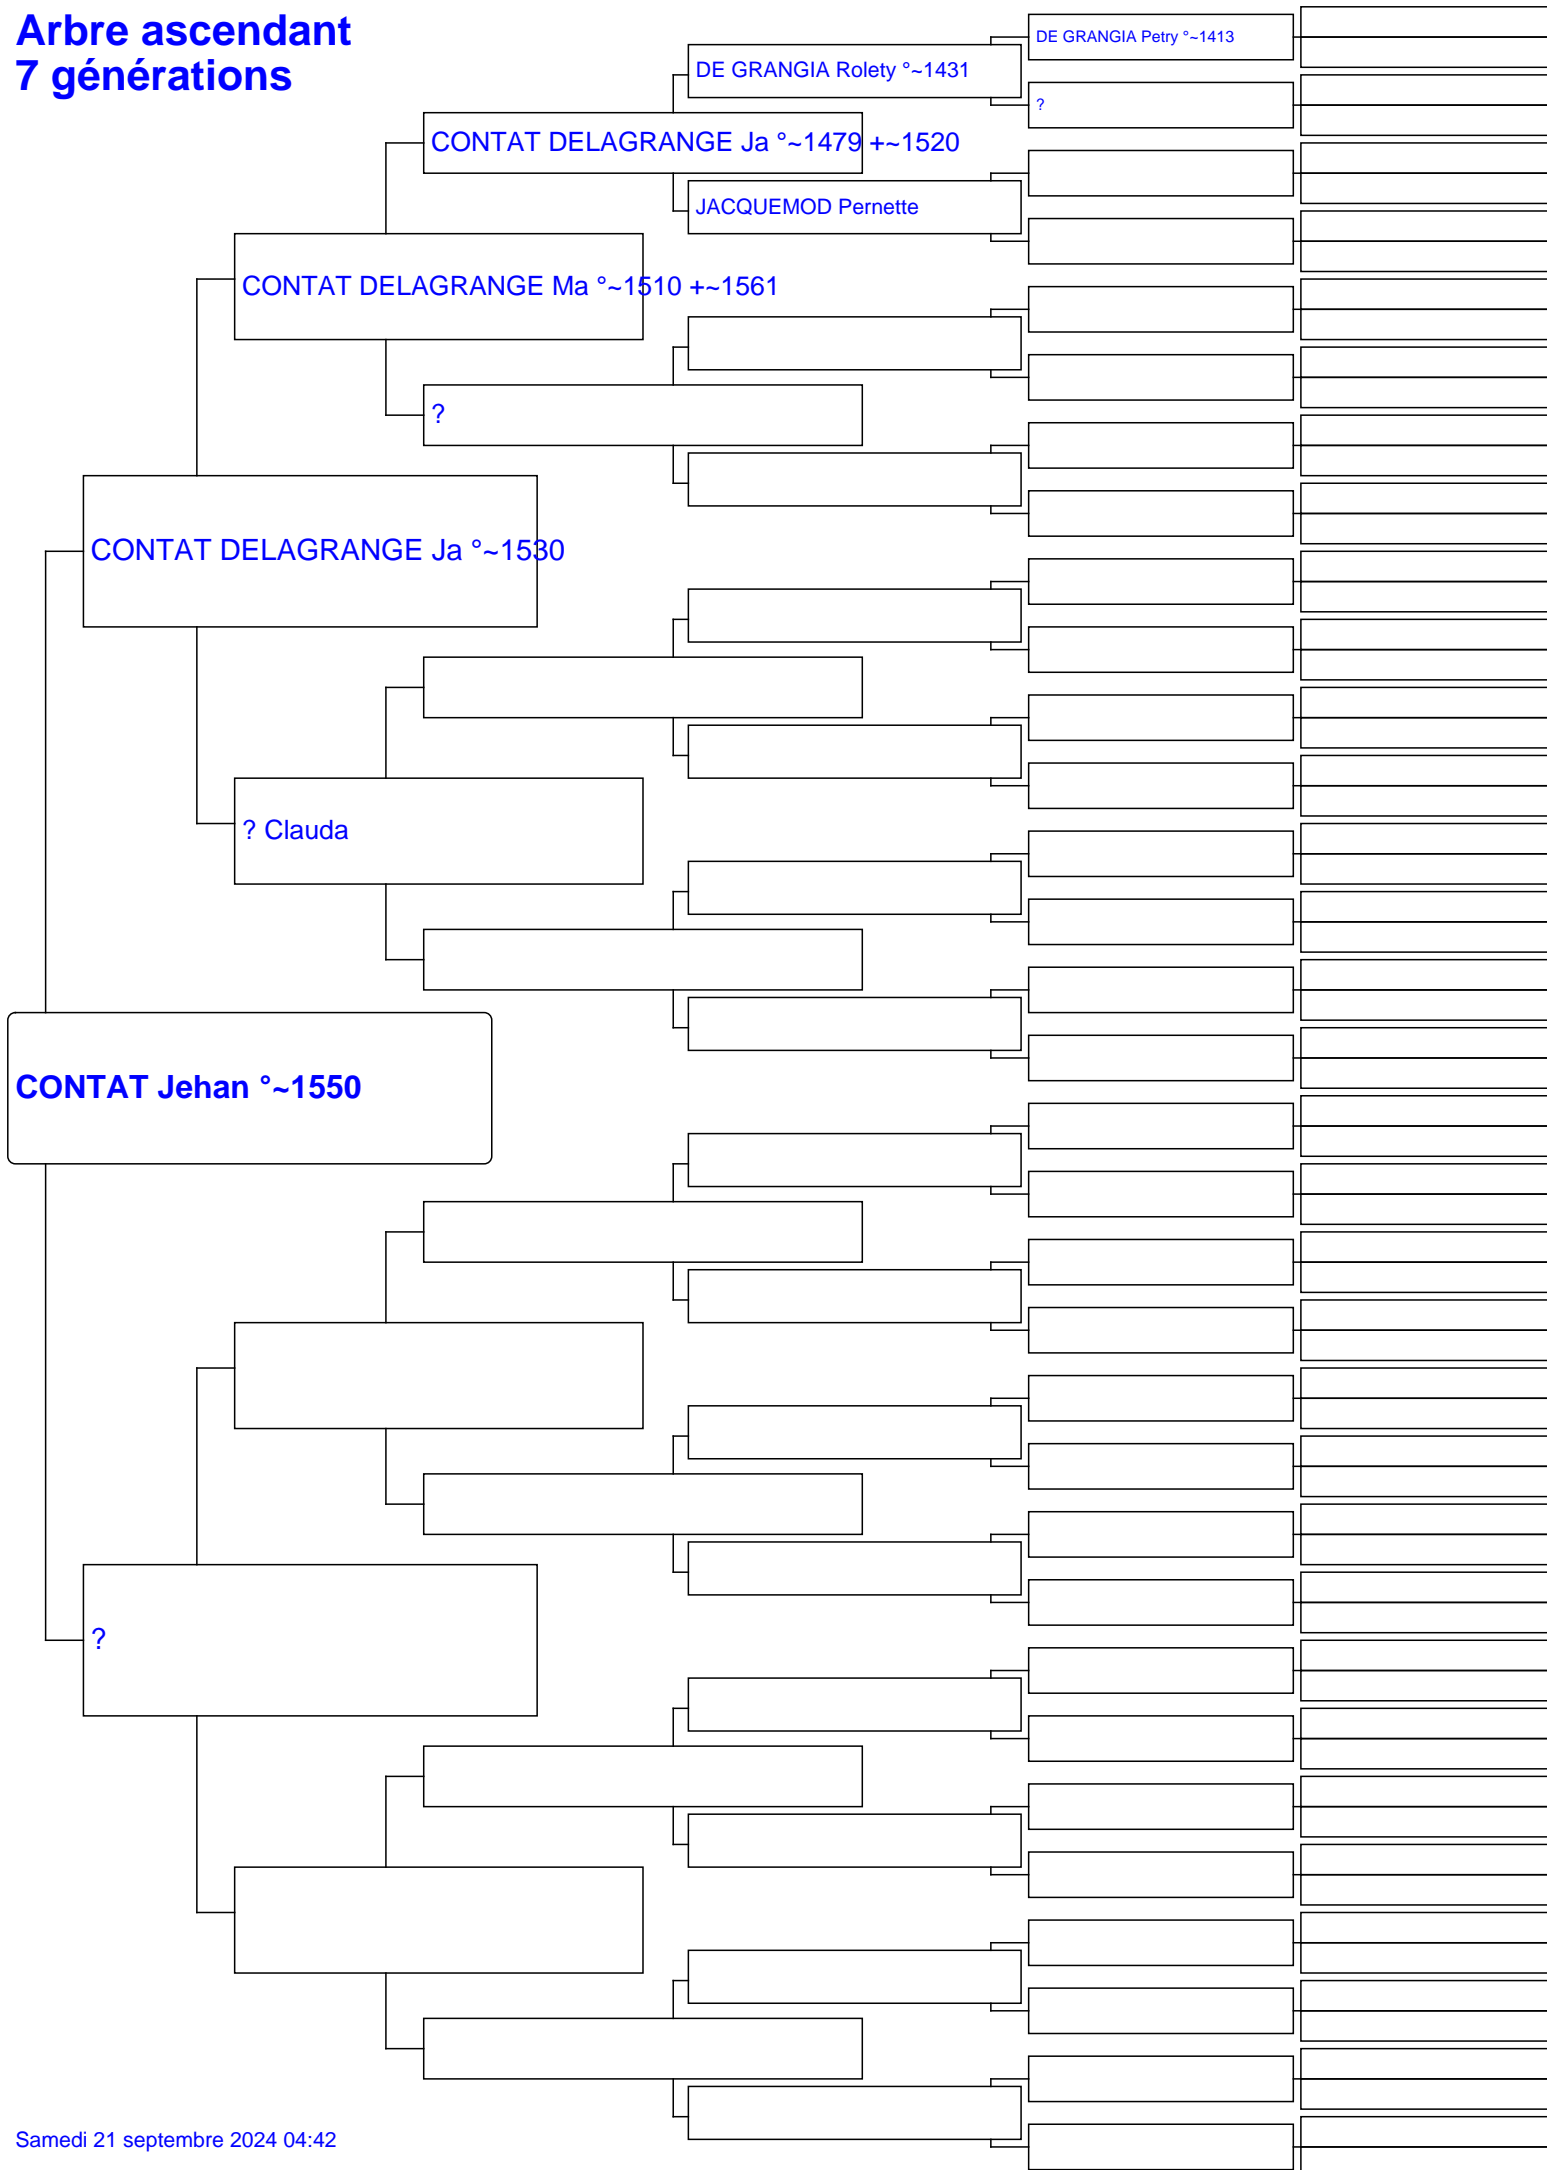 Arbre ascendant
7 générations
DE GRANGIA Petry °~1413
DE GRANGIA Rolety °~1431
?
CONTAT DELAGRANGE Ja °~1479 +~1520
JACQUEMOD Pernette
CONTAT DELAGRANGE Ma °~1510 +~1561
?
CONTAT DELAGRANGE Ja °~1530
? Clauda
CONTAT Jehan °~1550
?
Samedi 21 septembre 2024 04:42